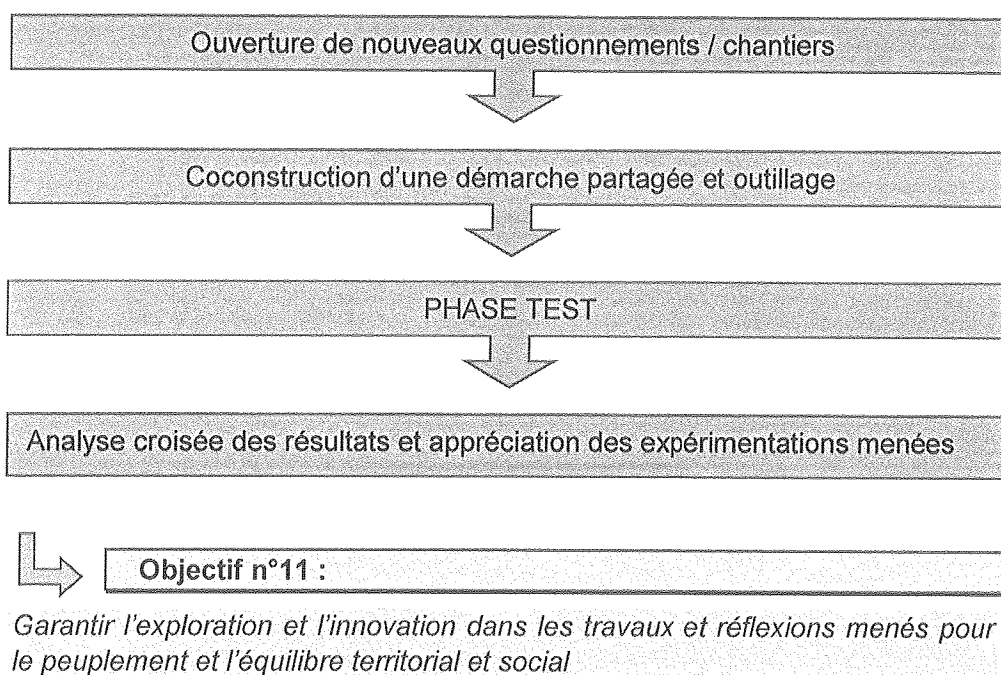 Ouverture de nouveaux questionnements / chantiers
Coconstruction d'une démarche partagée et outillage
PHASE TEST
Analyse croisée des résultats et appréciation des expérimentations menées
Objectif n°11 :
Garantir l'exploration et l'innovation dans les travaux et réflexions menés pour
le peuplement et l'équilibre territorial et social